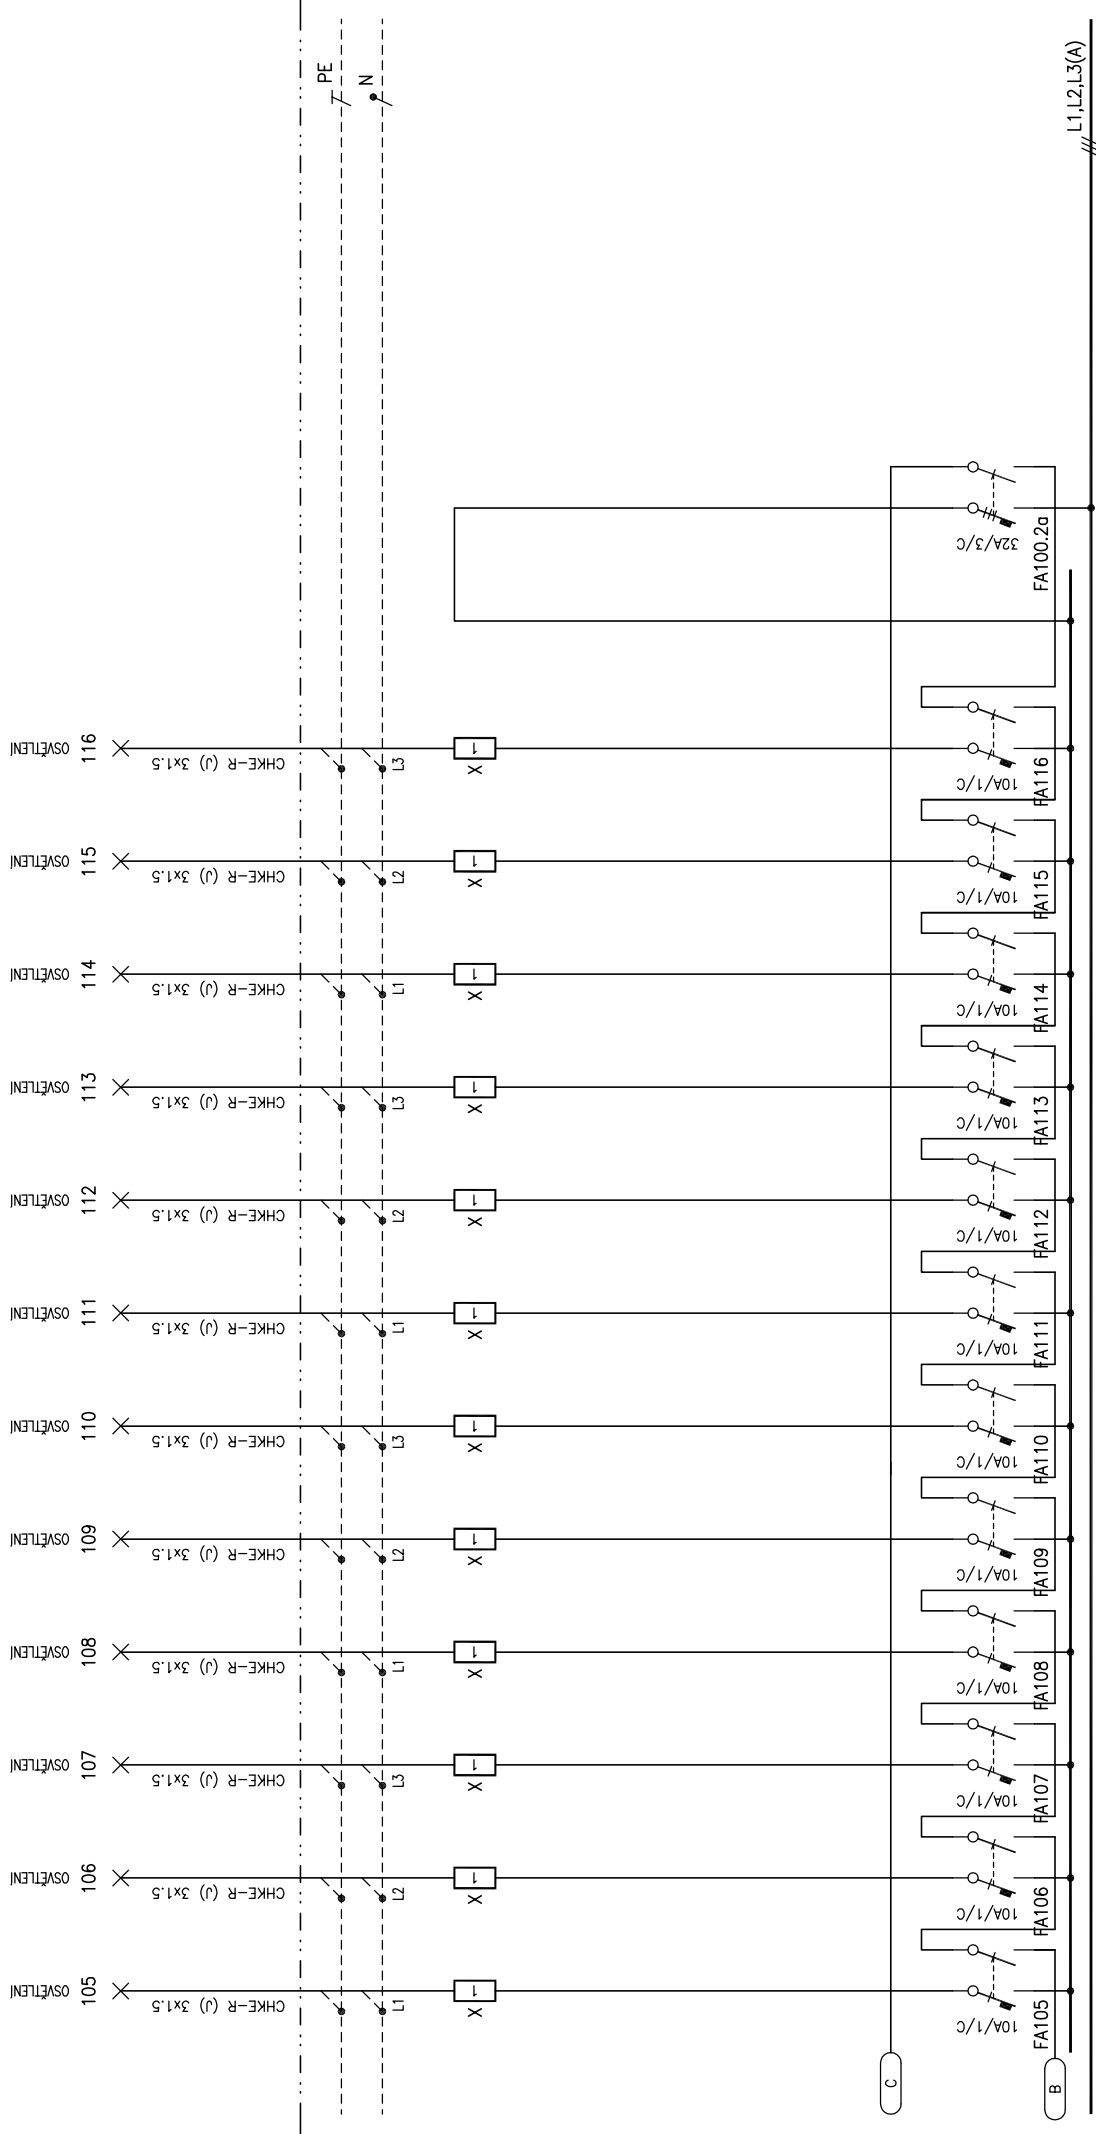 L1,L2,L3(A)
PE
N
32A/3/C
FA100.2a
OSVĚTLENÍ
116
CHKE-R (J) 3x1.5
L3
1
X
10A/1/C
FA116
OSVĚTLENÍ
115
CHKE-R (J) 3x1.5
L2
1
X
10A/1/C
FA115
OSVĚTLENÍ
114
CHKE-R (J) 3x1.5
L1
1
X
10A/1/C
FA114
OSVĚTLENÍ
113
CHKE-R (J) 3x1.5
L3
1
X
10A/1/C
FA113
OSVĚTLENÍ
112
CHKE-R (J) 3x1.5
L2
1
X
10A/1/C
FA112
OSVĚTLENÍ
111
CHKE-R (J) 3x1.5
L1
1
X
10A/1/C
FA111
OSVĚTLENÍ
110
CHKE-R (J) 3x1.5
L3
1
X
10A/1/C
FA110
OSVĚTLENÍ
109
CHKE-R (J) 3x1.5
L2
1
X
10A/1/C
FA109
OSVĚTLENÍ
108
CHKE-R (J) 3x1.5
L1
1
X
10A/1/C
FA108
OSVĚTLENÍ
107
CHKE-R (J) 3x1.5
L3
1
X
10A/1/C
FA107
OSVĚTLENÍ
106
CHKE-R (J) 3x1.5
L2
1
X
10A/1/C
FA106
OSVĚTLENÍ
105
CHKE-R (J) 3x1.5
L1
1
X
10A/1/C
FA105
C
B